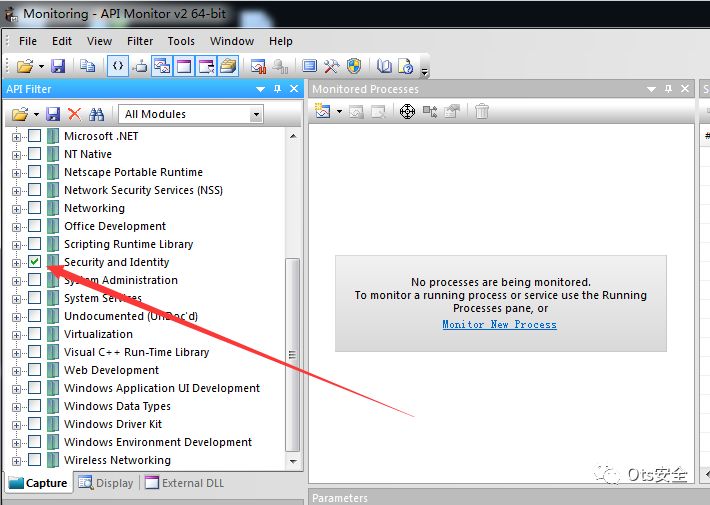 Monitoring - API Monitor v2 64-bit
File Edit View Filter Tools Window Help
API Filter
All Modules
Microsoft .NET
NT Native
Netscape Portable Runtime
Network Security Services (NSS)
Networking
Office Development
Scripting Runtime Library
Security and Identity
System Administration
System Services
Undocumented (UnDoc'd)
Virtualization
Visual C++ Run-Time Library
Web Development
Windows Application UI Development
Windows Data Types
Windows Driver Kit
Windows Environment Development
Wireless Networking
Capture Display External DLL
Monitored Processes
No processes are being monitored.
To monitor a running process or service use the Running
Processes pane, or
Monitor New Process
Parameters
S
#
Ots安全